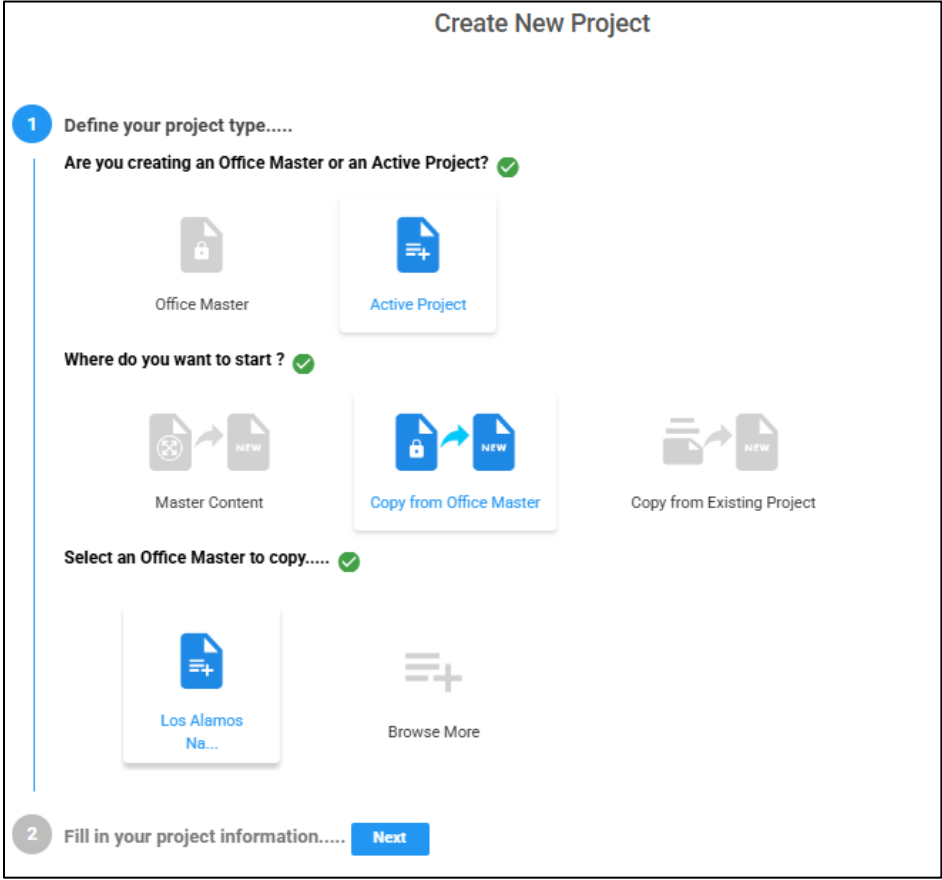 Create New Project
1 Define your project type.....
Are you creating an Office Master or an Active Project?
Office Master Active Project
Where do you want to start ?
NEW NEW NEW
Master Content Copy from Office Master Copy from Existing Project
Select an Office Master to copy.....
Los Alamos
Na...
Browse More
2 Fill in your project information..... Next